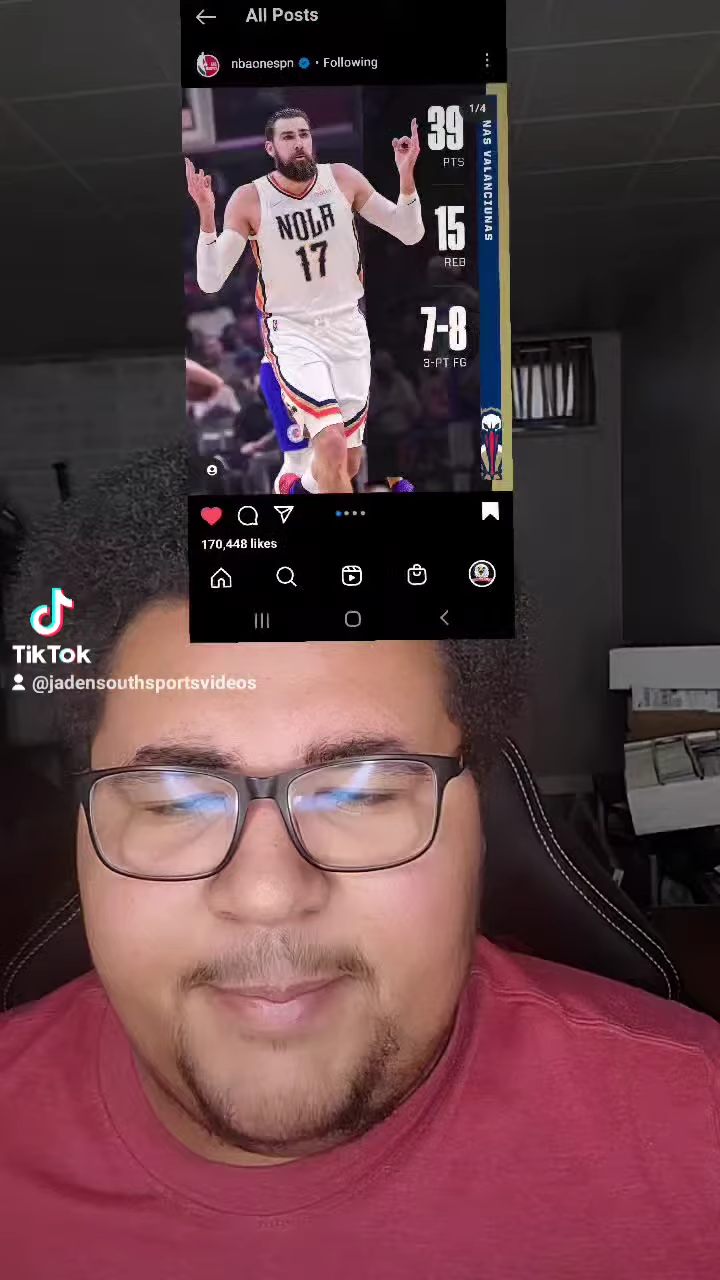 All Posts
nbaonespn • Following
1/4
39
PTS
15
REB
7-8
3-PT FG
NAS VALANCIUNAS
NOLA
17
170,448 likes
TikTok
@jadensouthsportsvideos